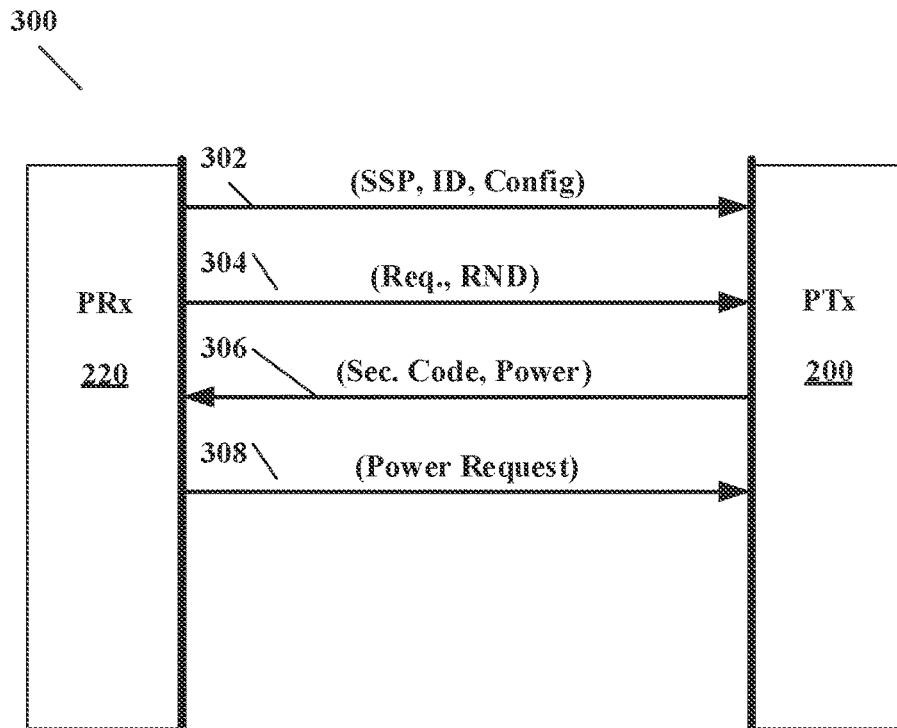 300
302
(SSP, ID, Config)
304
(Req., RND)
PRx
PTx
306
220
(Sec. Code, Power)
200
308
(Power Request)